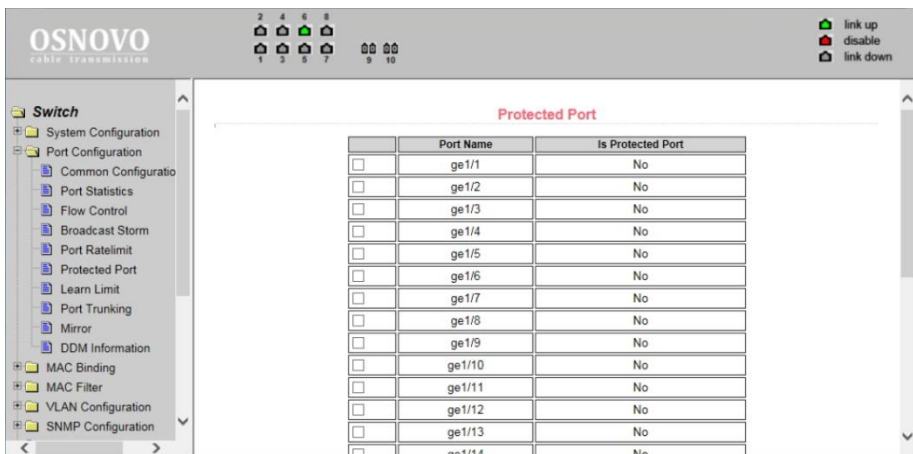 OSNOVO
cable transmission
2 4 6 8
1 3 5 7 9 10
link up
disable
link down
Switch
System Configuration
Port Configuration
Common Configuratio
Port Statistics
Flow Control
Broadcast Storm
Port Ratelimit
Protected Port
Learn Limit
Port Trunking
Mirror
DDM Information
MAC Binding
MAC Filter
VLAN Configuration
SNMP Configuration
Protected Port
Port Name Is Protected Port
ge1/1 No
ge1/2 No
ge1/3 No
ge1/4 No
ge1/5 No
ge1/6 No
ge1/7 No
ge1/8 No
ge1/9 No
ge1/10 No
ge1/11 No
ge1/12 No
ge1/13 No
ge1/14 No